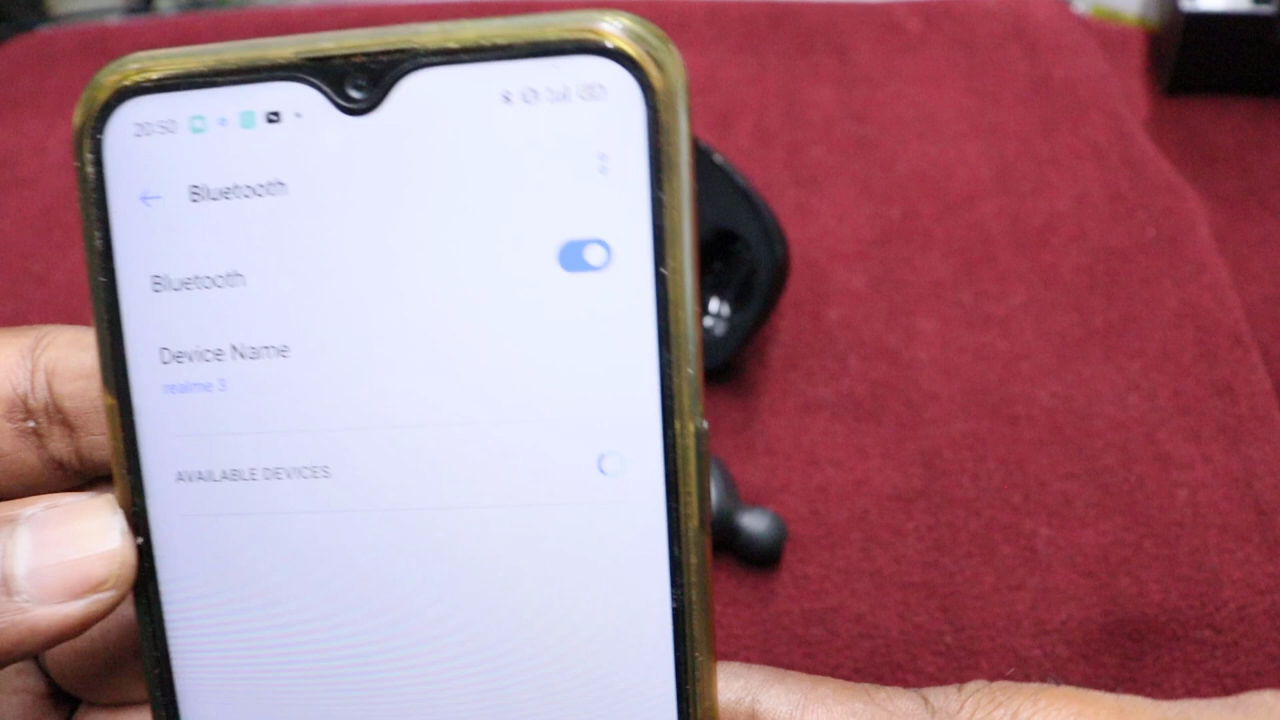 20:50
Bluetooth
Bluetooth
Device Name
realme 3
AVAILABLE DEVICES